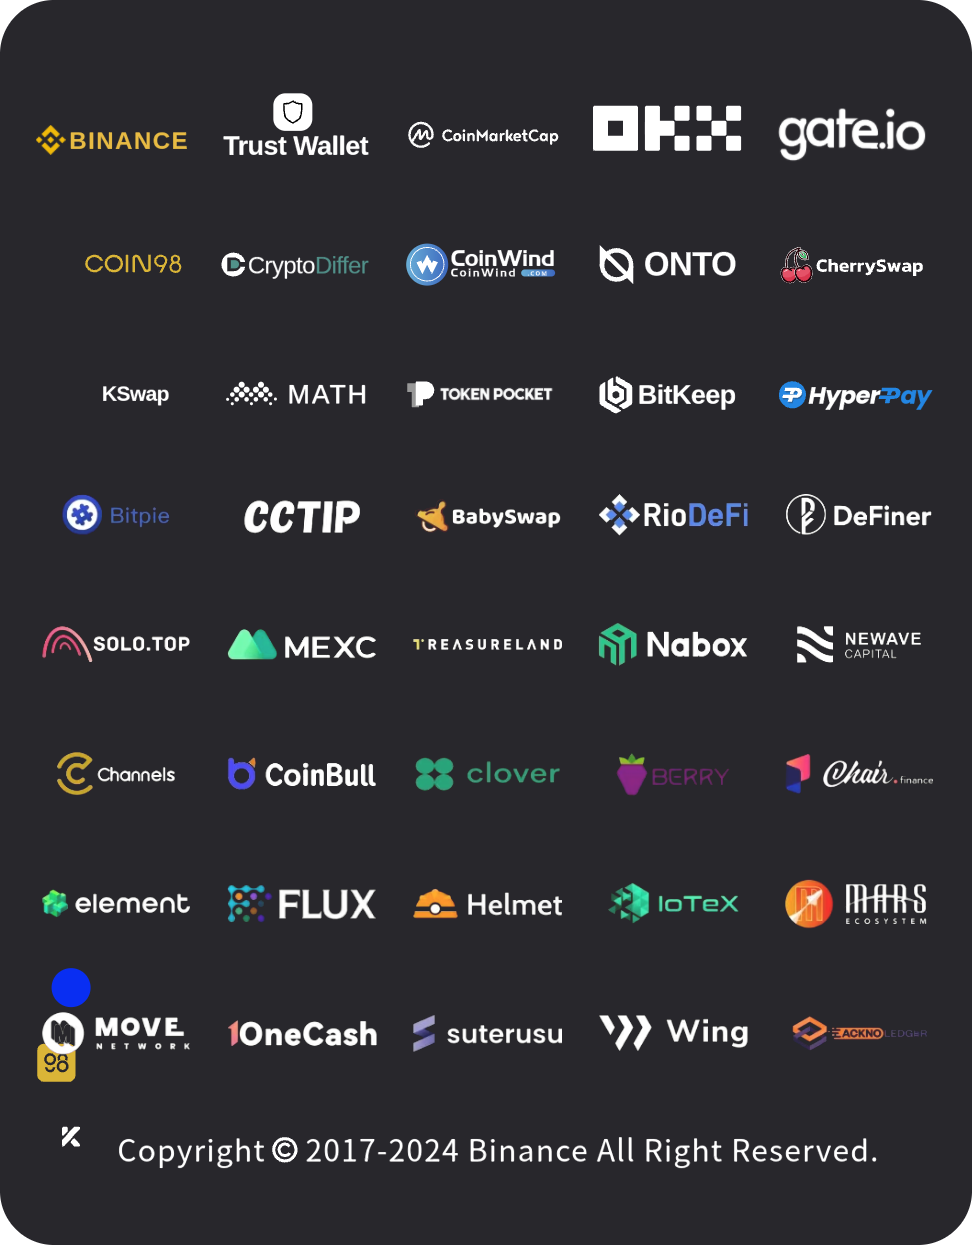 BINANCE
Trust Wallet
CoinMarketCap
OKX
gate.io
COIN98
CryptoDiffer
CoinWind
CoinWind .COM
ONTO
CherrySwap
KSwap
MATH
TOKEN POCKET
BitKeep
HyperPay
Bitpie
CCTIP
BabySwap
RioDeFi
DeFiner
SOLO.TOP
MEXC
TREASURELAND
Nabox
NEWAVE
CAPITAL
Channels
CoinBull
clover
BERRY
Chair.finance
element
FLUX
Helmet
IoTeX
MARS
ECOSYSTEM
MOVE
NETWORK
98
1OneCash
suterusu
Wing
ACKNOLEDGER
Copyright © 2017-2024 Binance All Right Reserved.